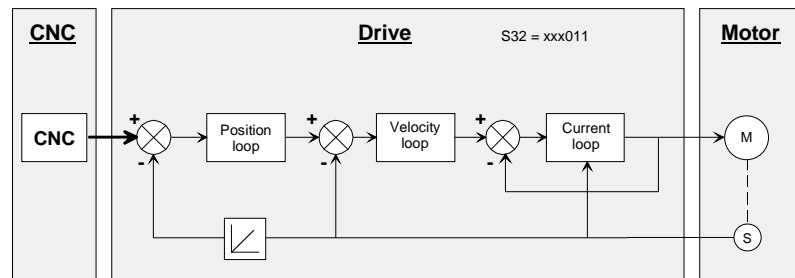 CNC
Drive
S32 = xxx011
Motor
CNC
+
-
Position
loop
+
-
Velocity
loop
+
-
Current
loop
M
S